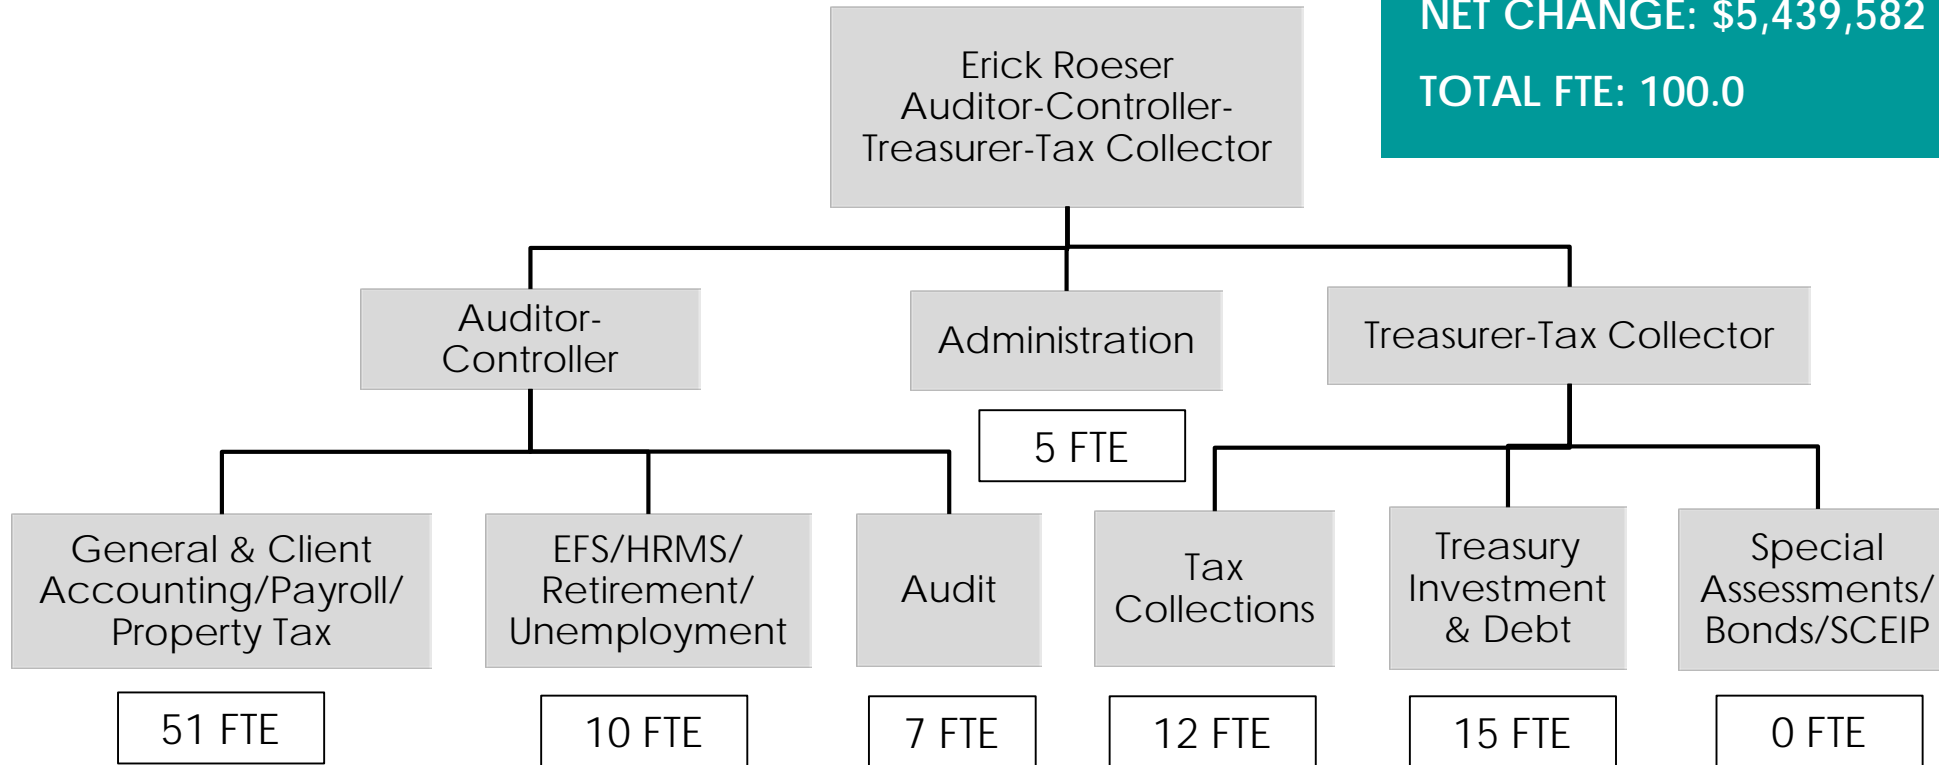 NET CHANGE: $5,439,582
TOTAL FTE: 100.0
Erick Roeser
Auditor-Controller-
Treasurer-Tax Collector
Auditor-
Controller
Administration
Treasurer-Tax Collector
5 FTE
General & Client
Accounting/Payroll/
Property Tax
EFS/HRMS/
Retirement/
Unemployment
Audit
Tax
Collections
Treasury
Investment
& Debt
Special
Assessments/
Bonds/SCEIP
51 FTE
10 FTE
7 FTE
12 FTE
15 FTE
0 FTE